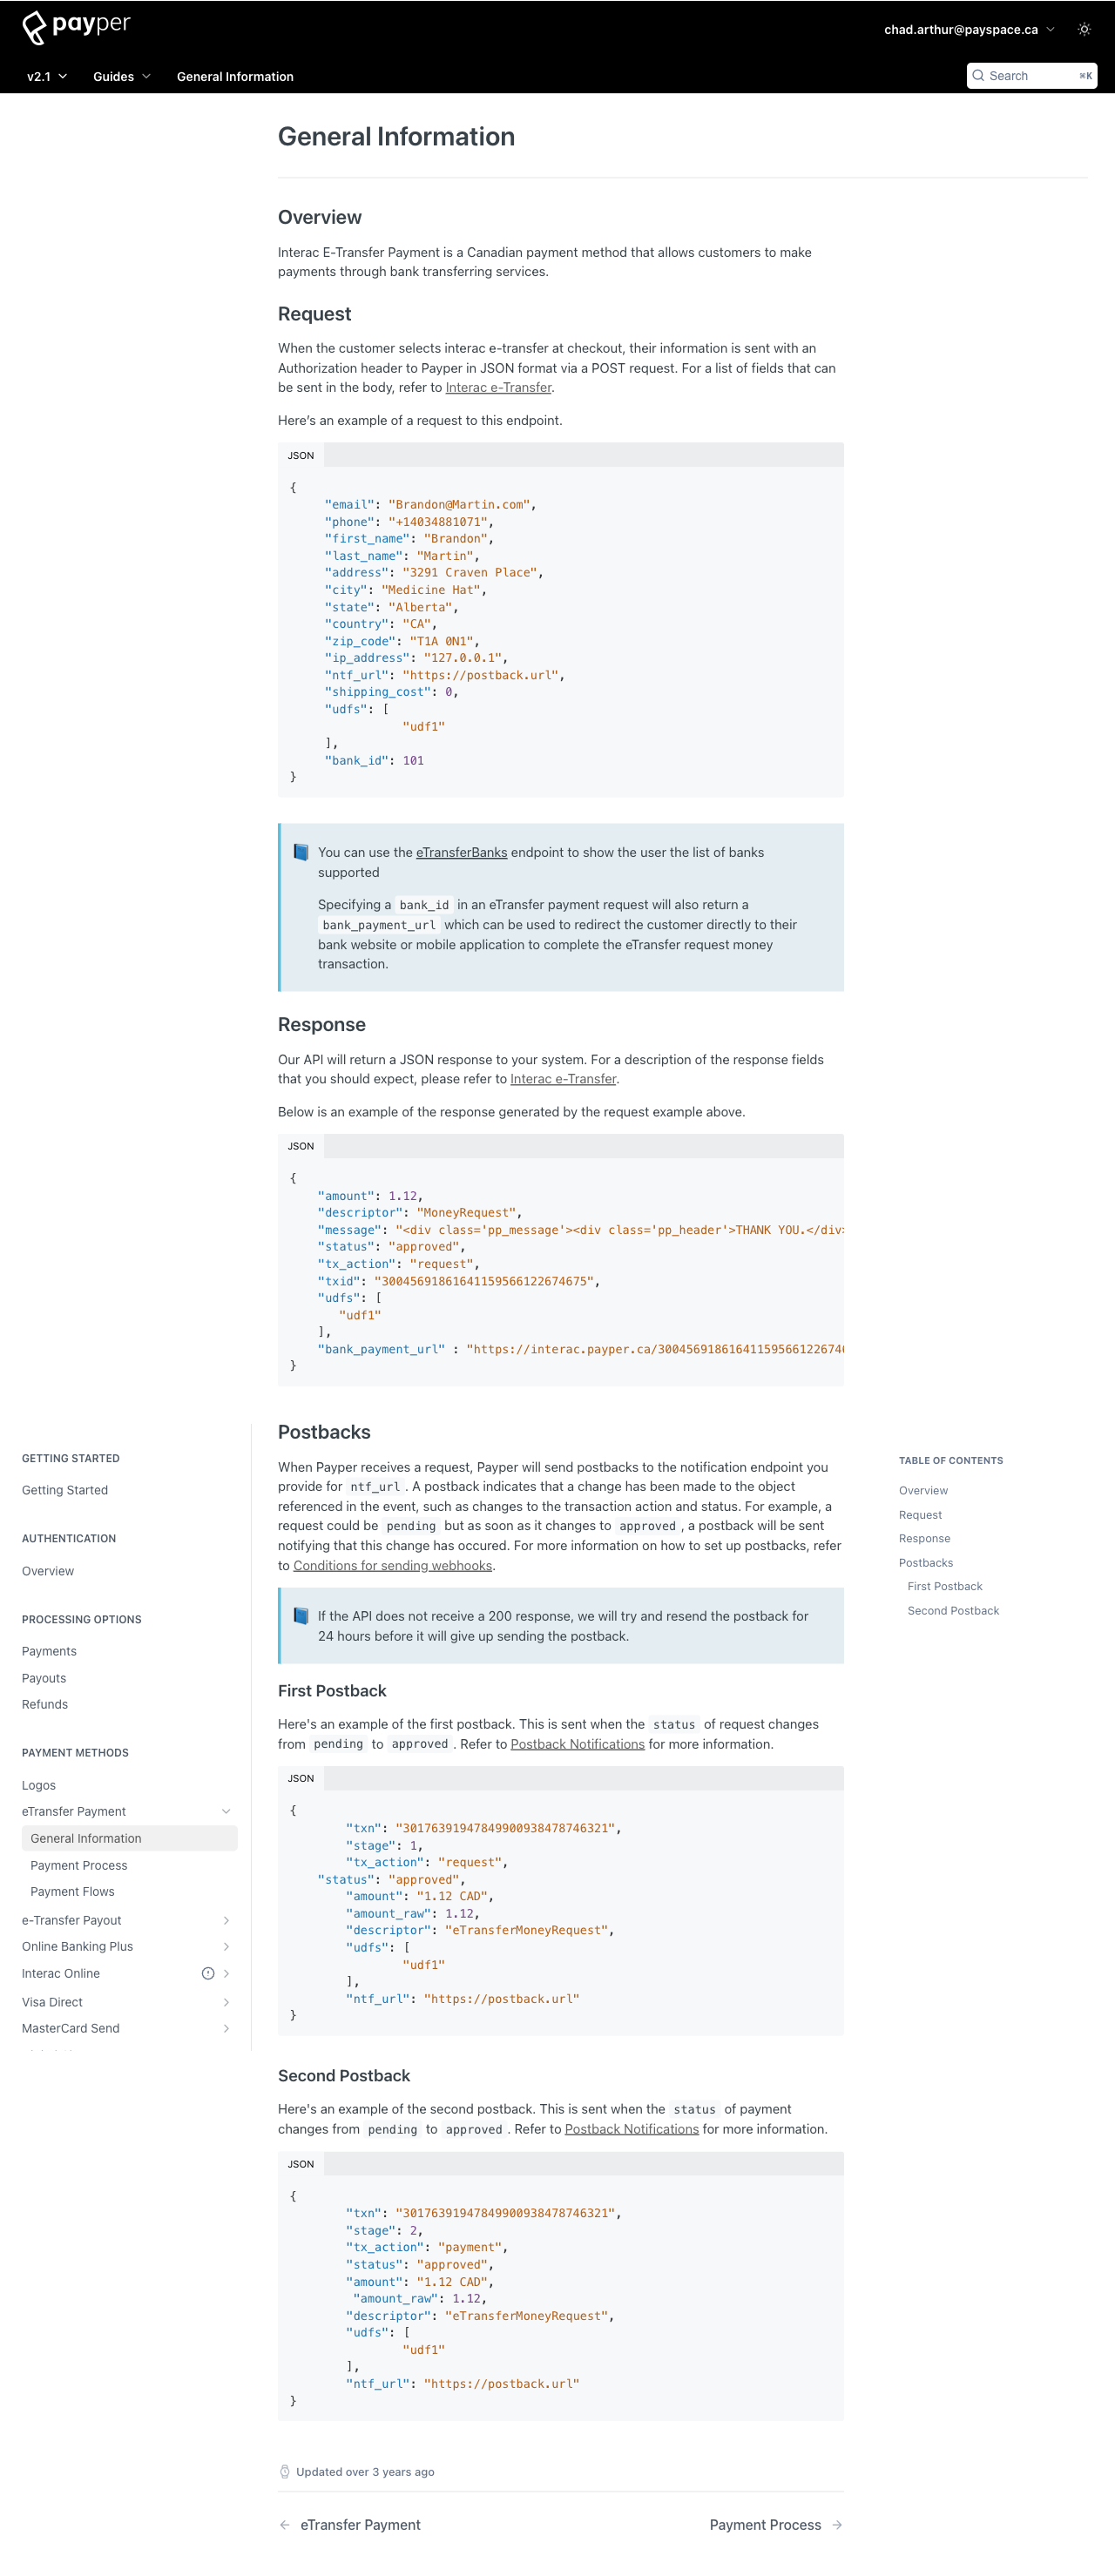 payper
chad.arthur@payspace.ca
v2.1 Guides General Information
Search ⌘K
General Information
Overview
Interac E-Transfer Payment is a Canadian payment method that allows customers to make
payments through bank transferring services.
Request
When the customer selects interac e-transfer at checkout, their information is sent with an
Authorization header to Payper in JSON format via a POST request. For a list of fields that can
be sent in the body, refer to Interac e-Transfer.
Here's an example of a request to this endpoint.
JSON
{
"email": "Brandon@Martin.com",
"phone": "+14034881071",
"first_name": "Brandon",
"last_name": "Martin",
"address": "3291 Craven Place",
"city": "Medicine Hat",
"state": "Alberta",
"country": "CA",
"zip_code": "T1A 0N1",
"ip_address": "127.0.0.1",
"ntf_url": "https://postback.url",
"shipping_cost": 0,
"udfs": [
"udf1"
],
"bank_id": 101
}
You can use the eTransferBanks endpoint to show the user the list of banks
supported
Specifying a bank_id in an eTransfer payment request will also return a
bank_payment_url which can be used to redirect the customer directly to their
bank website or mobile application to complete the eTransfer request money
transaction.
Response
Our API will return a JSON response to your system. For a description of the response fields
that you should expect, please refer to Interac e-Transfer.
Below is an example of the response generated by the request example above.
JSON
{
"amount": 1.12,
"descriptor": "MoneyRequest",
"message": "<div class='pp_message'><div class='pp_header'>THANK YOU.</div>
"status": "approved",
"tx_action": "request",
"txid": "30045691861641159566122674675",
"udfs": [
"udf1"
],
"bank_payment_url" : "https://interac.payper.ca/300456918616411595661226746
}
Postbacks
When Payper receives a request, Payper will send postbacks to the notification endpoint you
provide for ntf_url . A postback indicates that a change has been made to the object
referenced in the event, such as changes to the transaction action and status. For example, a
request could be pending but as soon as it changes to approved , a postback will be sent
notifying that this change has occured. For more information on how to set up postbacks, refer
to Conditions for sending webhooks.
If the API does not receive a 200 response, we will try and resend the postback for
24 hours before it will give up sending the postback.
First Postback
Here's an example of the first postback. This is sent when the status of request changes
from pending to approved . Refer to Postback Notifications for more information.
JSON
{
"txn": "30176391947849900938478746321",
"stage": 1,
"tx_action": "request",
"status": "approved",
"amount": "1.12 CAD",
"amount_raw": 1.12,
"descriptor": "eTransferMoneyRequest",
"udfs": [
"udf1"
],
"ntf_url": "https://postback.url"
}
Second Postback
Here's an example of the second postback. This is sent when the status of payment
changes from pending to approved . Refer to Postback Notifications for more information.
JSON
{
"txn": "30176391947849900938478746321",
"stage": 2,
"tx_action": "payment",
"status": "approved",
"amount": "1.12 CAD",
"amount_raw": 1.12,
"descriptor": "eTransferMoneyRequest",
"udfs": [
"udf1"
],
"ntf_url": "https://postback.url"
}
Updated over 3 years ago
eTransfer Payment
Payment Process
GETTING STARTED
Getting Started
AUTHENTICATION
Overview
PROCESSING OPTIONS
Payments
Payouts
Refunds
PAYMENT METHODS
Logos
eTransfer Payment
General Information
Payment Process
Payment Flows
e-Transfer Payout
Online Banking Plus
Interac Online
Visa Direct
MasterCard Send
TABLE OF CONTENTS
Overview
Request
Response
Postbacks
First Postback
Second Postback